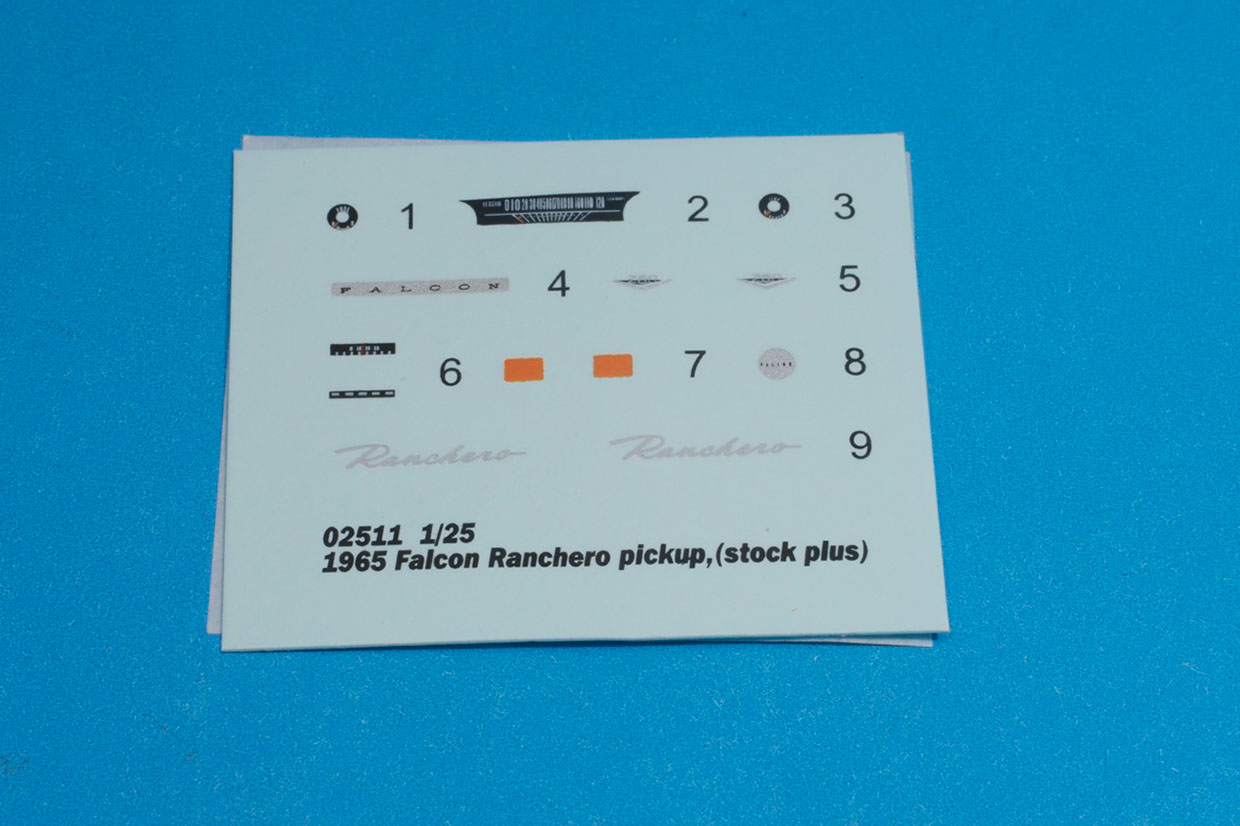 1 2 3
FALCON 4 5
6 7 8
Ranchero Ranchero 9
02511 1/25
1965 Falcon Ranchero pickup,(stock plus)